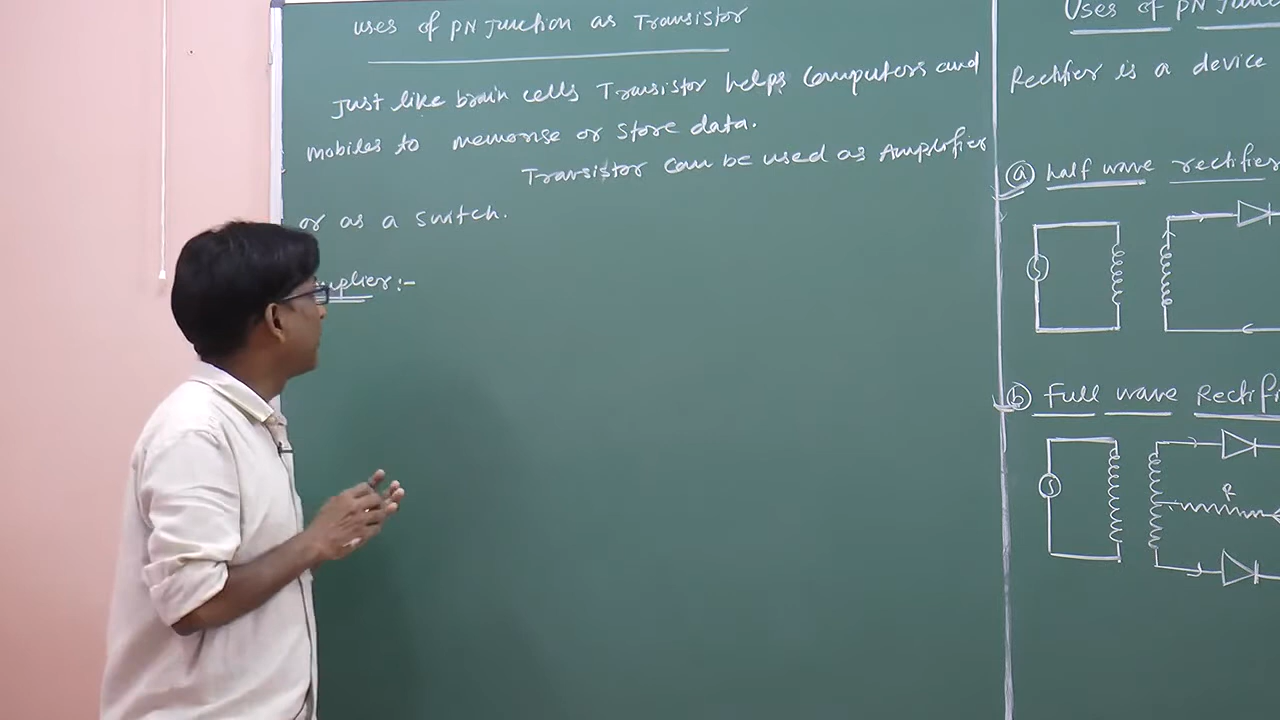 Uses of PN Junction as Transistor
Just like brain cells Transistor helps Computers and
mobiles to memorise or store data.
Transistor can be used as Amplifier
or as a switch.
mplier:-
Uses of PN Junc
Rectifier is a device
(a) half wave rectifier
(b) Full wave Rectifi
R